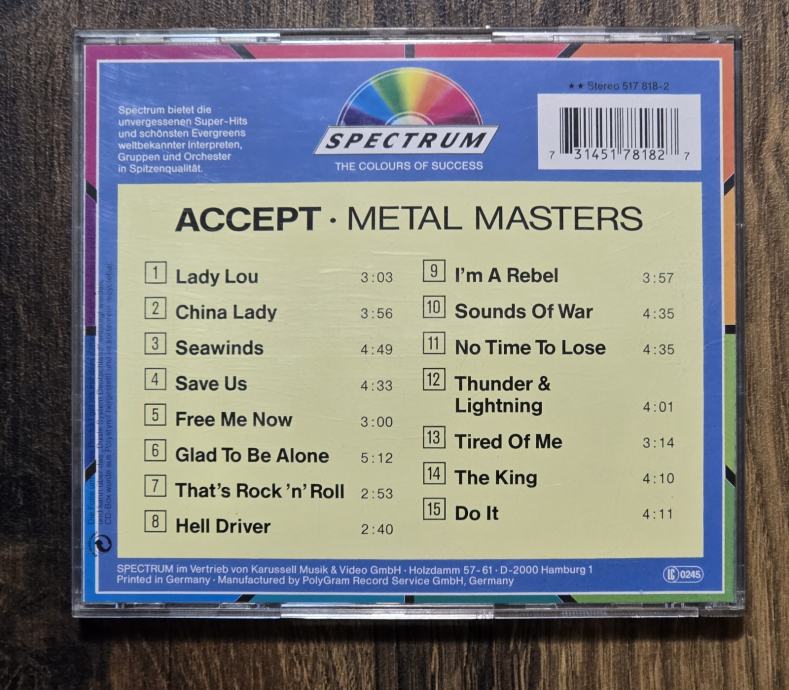 Spectrum bietet die
unvergessenen Super-Hits
und schönsten Evergreens
weltbekannter Interpreten,
Gruppen und Orchester
in Spitzenqualität.
SPECTRUM
THE COLOURS OF SUCCESS
★★ Stereo 517 818-2
7 31451 78182 7
ACCEPT · METAL MASTERS
1 Lady Lou 3:03
2 China Lady 3:56
3 Seawinds 4:49
4 Save Us 4:33
5 Free Me Now 3:00
6 Glad To Be Alone 5:12
7 That's Rock 'n' Roll 2:53
8 Hell Driver 2:40
9 I'm A Rebel 3:57
10 Sounds Of War 4:35
11 No Time To Lose 4:35
12 Thunder &
Lightning 4:01
13 Tired Of Me 3:14
14 The King 4:10
15 Do It 4:11
SPECTRUM im Vertrieb von Karussell Musik & Video GmbH · Holzdamm 57-61 · D-2000 Hamburg 1
Printed in Germany · Manufactured by PolyGram Record Service GmbH, Germany
LC 0245